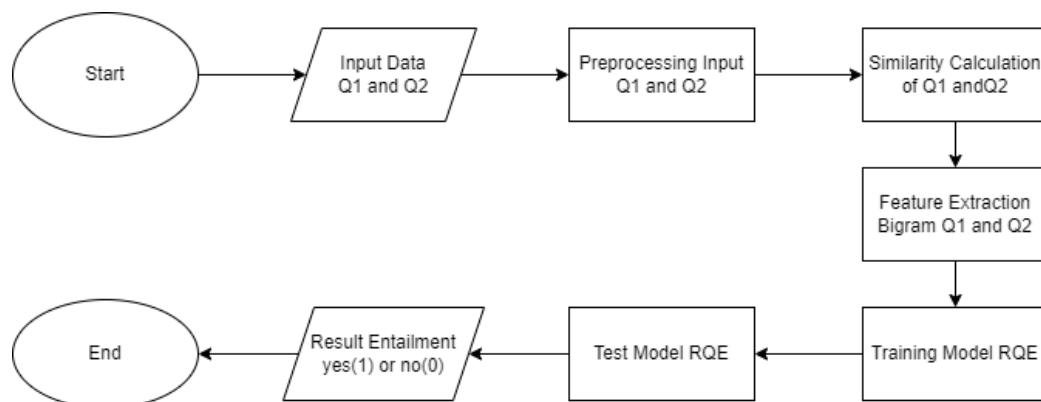 Start
Input Data
Q1 and Q2
Preprocessing Input
Q1 and Q2
Similarity Calculation
of Q1 andQ2
Feature Extraction
Bigram Q1 and Q2
Training Model RQE
Test Model RQE
Result Entailment
yes(1) or no(0)
End